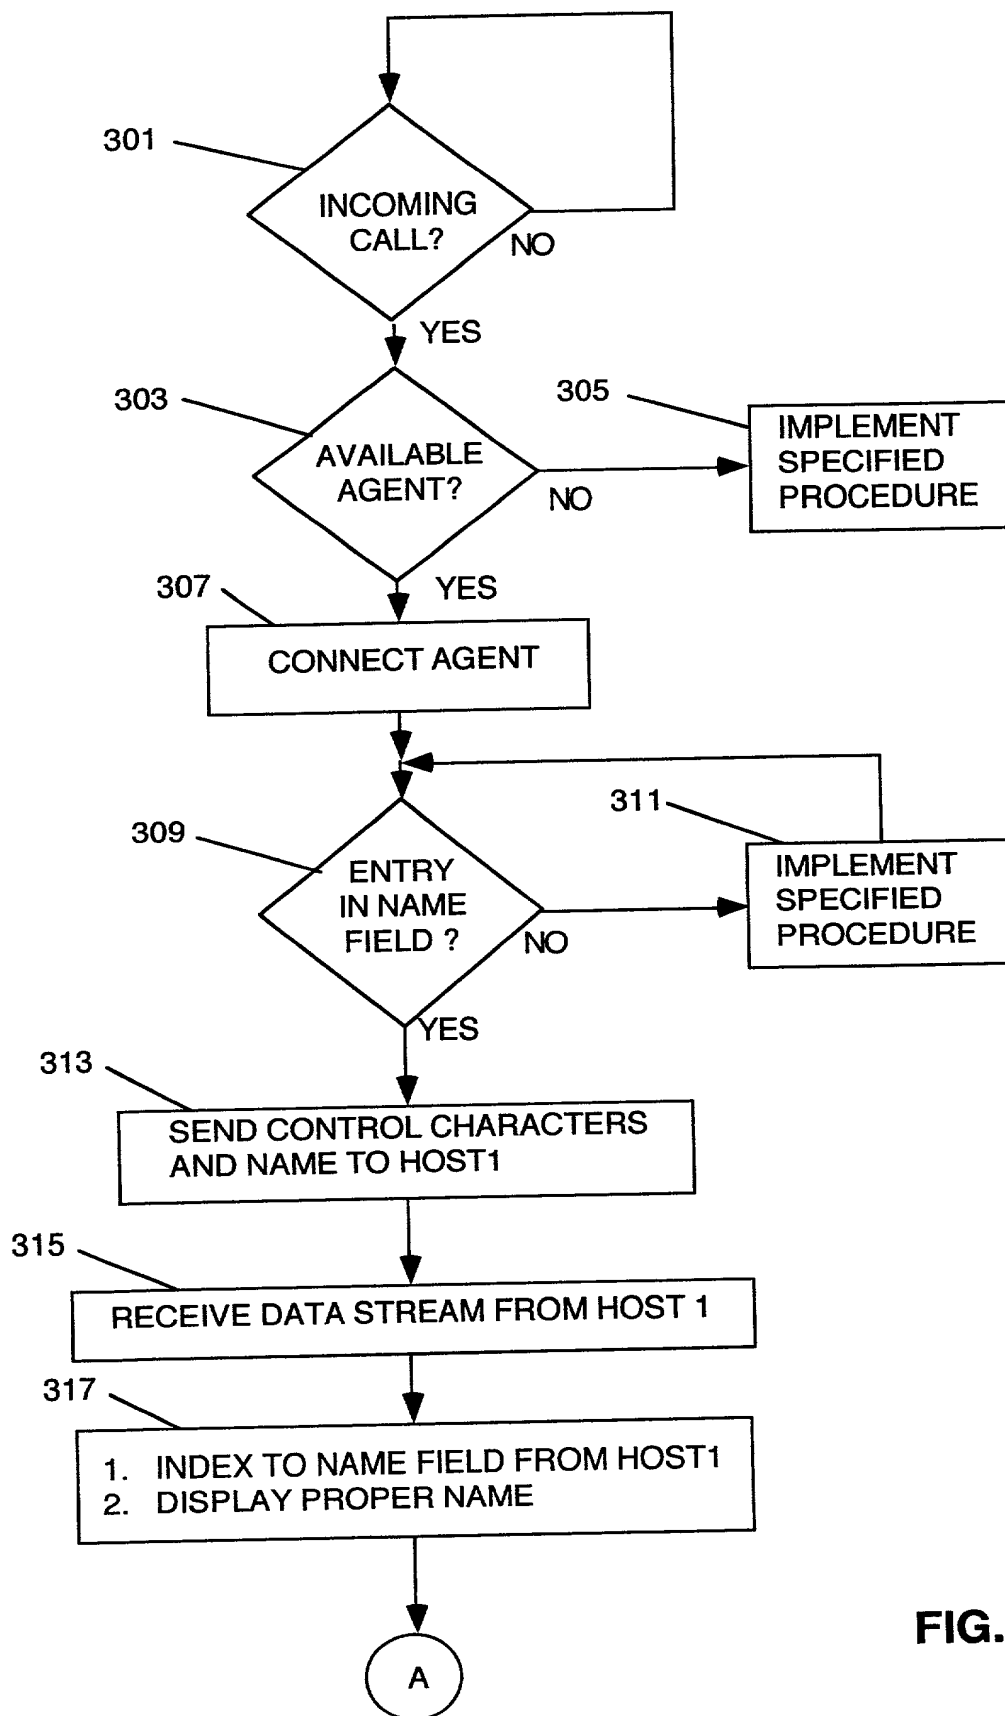 301
INCOMING
CALL?
NO
YES
303
AVAILABLE
AGENT?
NO
305
IMPLEMENT
SPECIFIED
PROCEDURE
YES
307
CONNECT AGENT
309
ENTRY
IN NAME
FIELD ?
NO
311
IMPLEMENT
SPECIFIED
PROCEDURE
YES
313
SEND CONTROL CHARACTERS
AND NAME TO HOST1
315
RECEIVE DATA STREAM FROM HOST 1
317
1. INDEX TO NAME FIELD FROM HOST1
2. DISPLAY PROPER NAME
FIG.
A